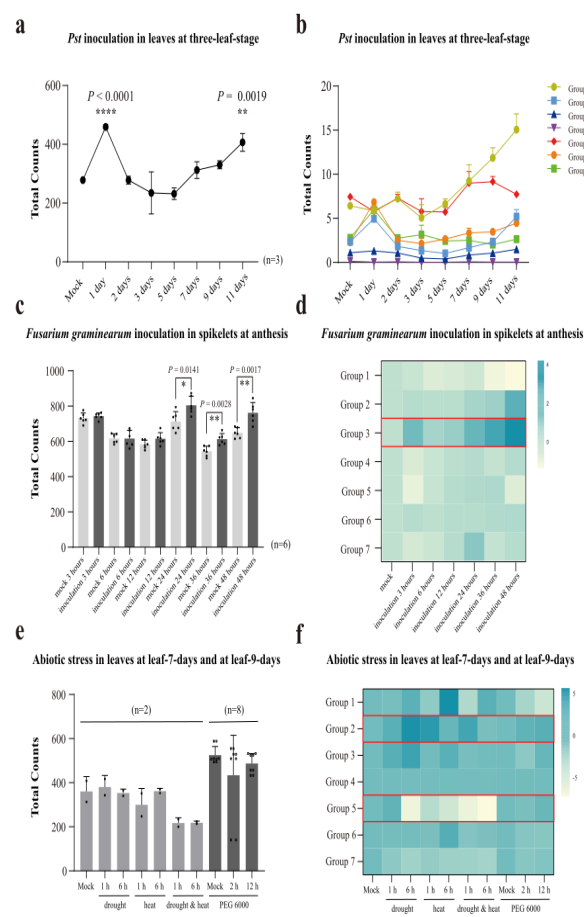 a
Pst inoculation in leaves at three-leaf-stage
P < 0.0001
****
P = 0.0019
**
Total Counts
600
400
200
0
Mock
1 day
2 days
3 days
5 days
7 days
9 days
11 days
(n=3)
b
Pst inoculation in leaves at three-leaf-stage
Total Counts
20
15
10
5
0
Mock
1 day
2 days
3 days
5 days
7 days
9 days
11 days
Group
Group
Group
Group
Group
Group
Group
c
Fusarium graminearum inoculation in spikelets at anthesis
P = 0.0141
*
P = 0.0028
**
P = 0.0017
**
Total Counts
1000
800
600
400
200
0
mock 3 hours
inoculation 3 hours
mock 6 hours
inoculation 6 hours
mock 12 hours
inoculation 12 hours
mock 24 hours
inoculation 24 hours
mock 36 hours
inoculation 36 hours
mock 48 hours
inoculation 48 hours
(n=6)
d
Fusarium graminearum inoculation in spikelets at anthesis
Group 1
Group 2
Group 3
Group 4
Group 5
Group 6
Group 7
mock
inoculation 3 hours
inoculation 6 hours
inoculation 12 hours
inoculation 24 hours
inoculation 36 hours
inoculation 48 hours
4
2
0
e
Abiotic stress in leaves at leaf-7-days and at leaf-9-days
(n=2)
(n=8)
Total Counts
800
600
400
200
0
Mock 1 h 6 h 1 h 6 h 1 h 6 h Mock 2 h 12 h
drought heat drought & heat PEG 6000
f
Abiotic stress in leaves at leaf-7-days and at leaf-9-days
Group 1
Group 2
Group 3
Group 4
Group 5
Group 6
Group 7
5
0
-5
Mock 1 h 6 h 1 h 6 h 1 h 6 h Mock 2 h 12 h
drought heat drought & heat PEG 6000